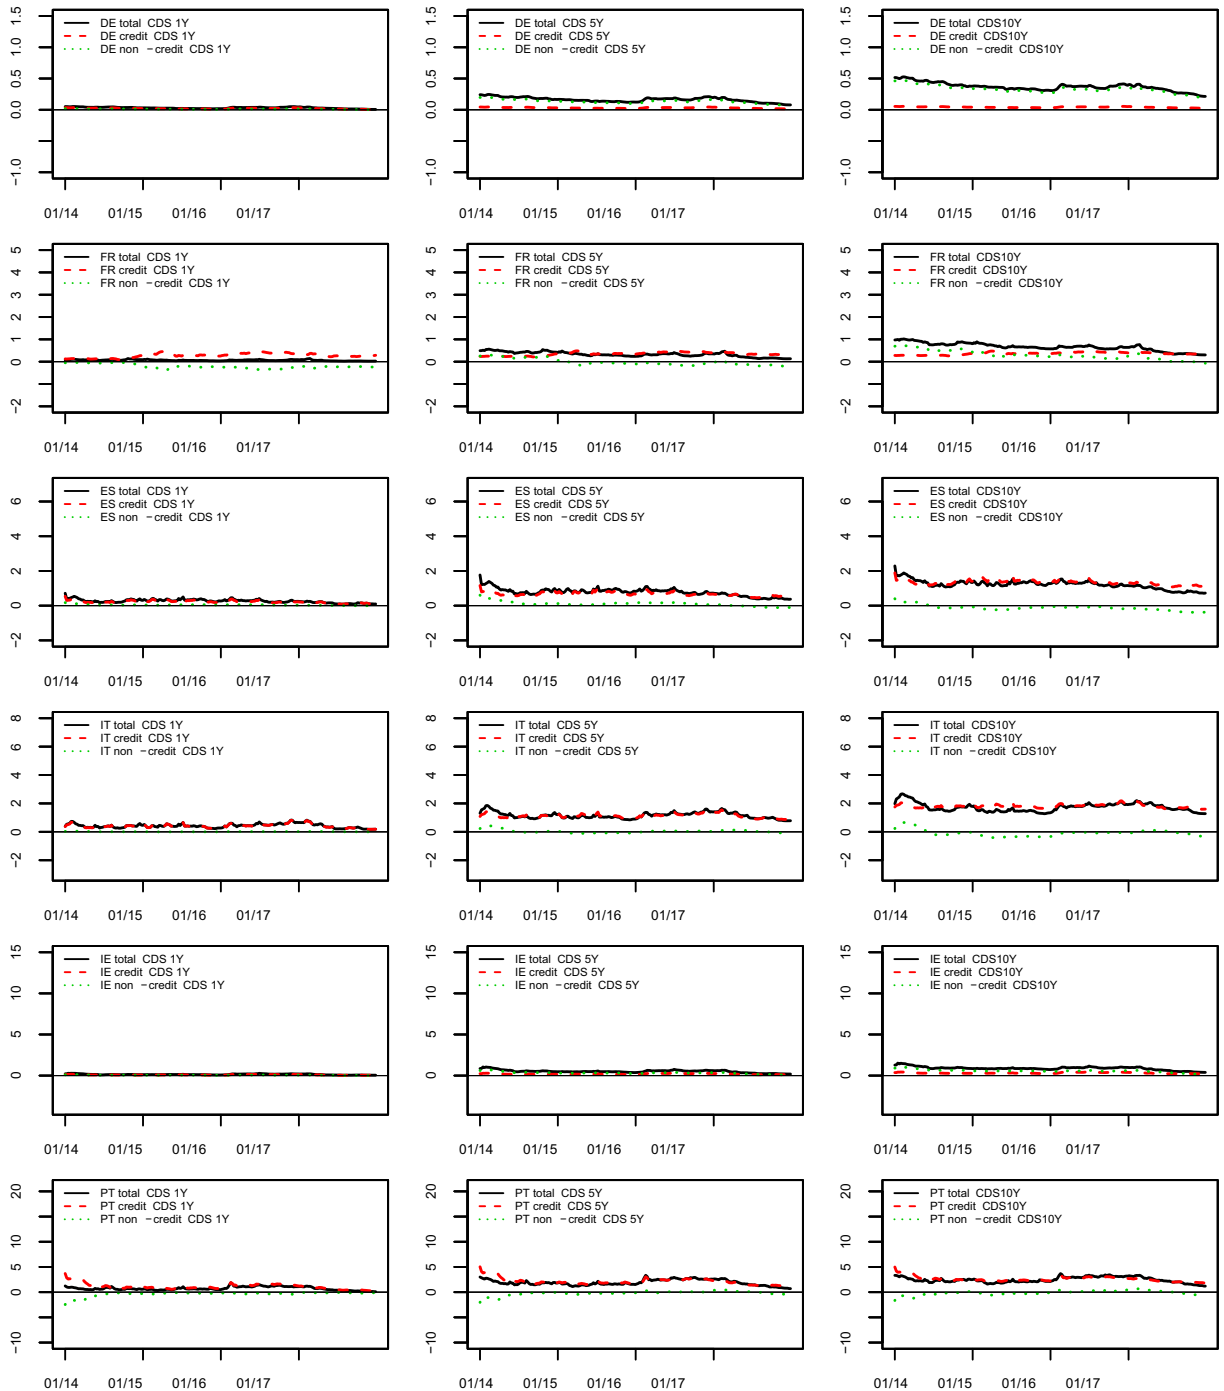 DE total CDS 1Y
DE credit CDS 1Y
DE non −credit CDS 1Y
−1.0 0.0 0.5 1.0 1.5
01/14 01/15 01/16 01/17
DE total CDS 5Y
DE credit CDS 5Y
DE non −credit CDS 5Y
−1.0 0.0 0.5 1.0 1.5
01/14 01/15 01/16 01/17
DE total CDS10Y
DE credit CDS10Y
DE non −credit CDS10Y
−1.0 0.0 0.5 1.0 1.5
01/14 01/15 01/16 01/17
FR total CDS 1Y
FR credit CDS 1Y
FR non −credit CDS 1Y
−2 0 1 2 3 4 5
01/14 01/15 01/16 01/17
FR total CDS 5Y
FR credit CDS 5Y
FR non −credit CDS 5Y
−2 0 1 2 3 4 5
01/14 01/15 01/16 01/17
FR total CDS10Y
FR credit CDS10Y
FR non −credit CDS10Y
−2 0 1 2 3 4 5
01/14 01/15 01/16 01/17
ES total CDS 1Y
ES credit CDS 1Y
ES non −credit CDS 1Y
−2 0 2 4 6
01/14 01/15 01/16 01/17
ES total CDS 5Y
ES credit CDS 5Y
ES non −credit CDS 5Y
−2 0 2 4 6
01/14 01/15 01/16 01/17
ES total CDS10Y
ES credit CDS10Y
ES non −credit CDS10Y
−2 0 2 4 6
01/14 01/15 01/16 01/17
IT total CDS 1Y
IT credit CDS 1Y
IT non −credit CDS 1Y
−2 0 2 4 6 8
01/14 01/15 01/16 01/17
IT total CDS 5Y
IT credit CDS 5Y
IT non −credit CDS 5Y
−2 0 2 4 6 8
01/14 01/15 01/16 01/17
IT total CDS10Y
IT credit CDS10Y
IT non −credit CDS10Y
−2 0 2 4 6 8
01/14 01/15 01/16 01/17
IE total CDS 1Y
IE credit CDS 1Y
IE non −credit CDS 1Y
0 5 10 15
01/14 01/15 01/16 01/17
IE total CDS 5Y
IE credit CDS 5Y
IE non −credit CDS 5Y
0 5 10 15
01/14 01/15 01/16 01/17
IE total CDS10Y
IE credit CDS10Y
IE non −credit CDS10Y
0 5 10 15
01/14 01/15 01/16 01/17
PT total CDS 1Y
PT credit CDS 1Y
PT non −credit CDS 1Y
−10 0 5 10 20
01/14 01/15 01/16 01/17
PT total CDS 5Y
PT credit CDS 5Y
PT non −credit CDS 5Y
−10 0 5 10 20
01/14 01/15 01/16 01/17
PT total CDS10Y
PT credit CDS10Y
PT non −credit CDS10Y
−10 0 5 10 20
01/14 01/15 01/16 01/17